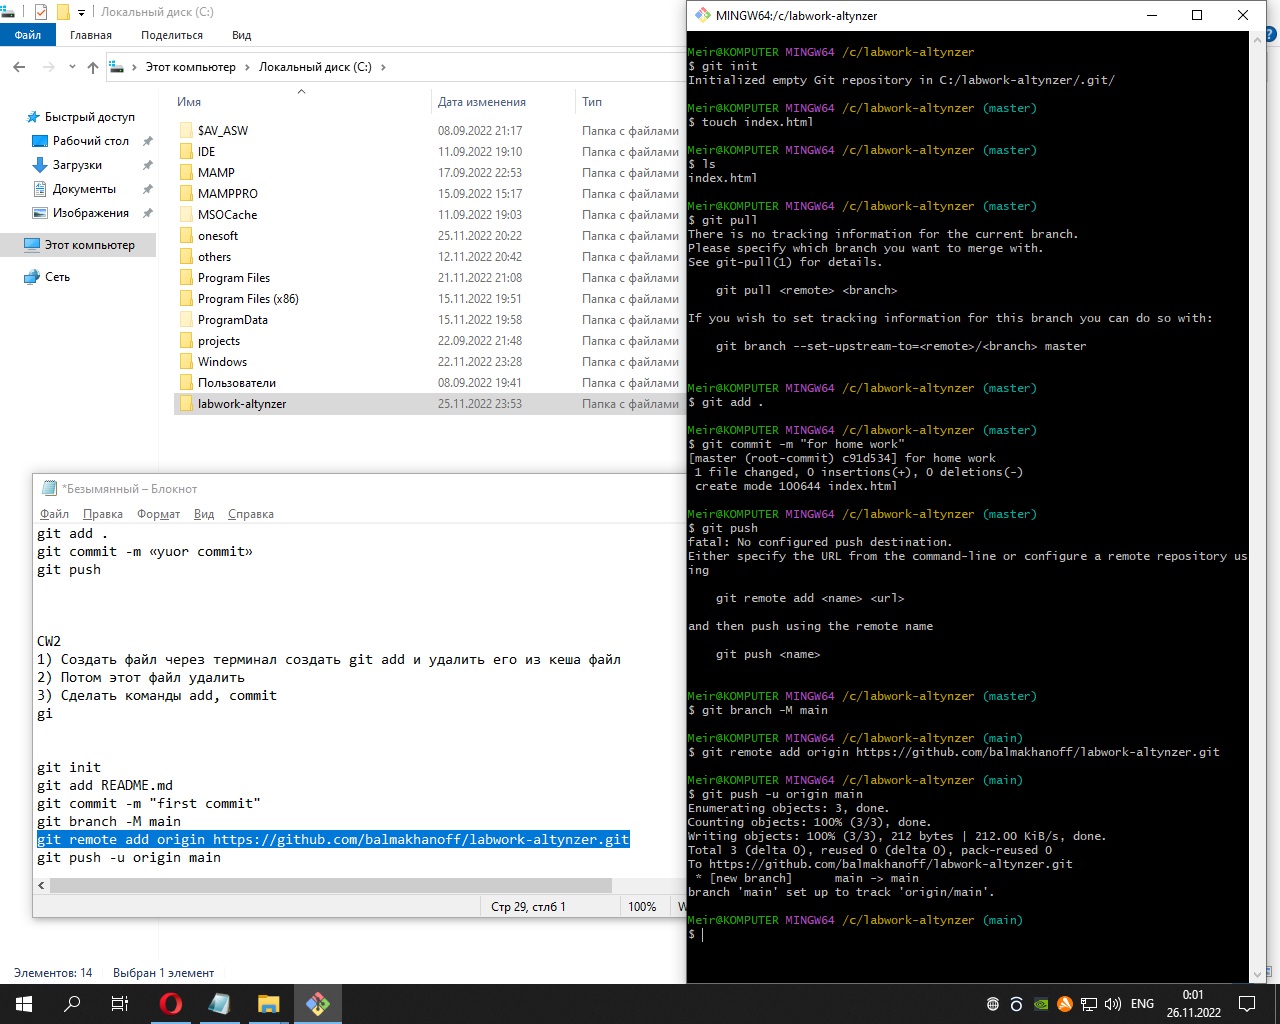 Локальный диск (C:)
Файл
Главная
Поделиться
Вид
Этот компьютер
Локальный диск (C:)
Имя
Дата изменения
Тип
Быстрый доступ
Рабочий стол
Загрузки
Документы
Изображения
Этот компьютер
Сеть
$AV_ASW 08.09.2022 21:17 Папка с файлами
IDE 11.09.2022 19:10 Папка с файлами
MAMP 17.09.2022 22:53 Папка с файлами
MAMPPRO 15.09.2022 15:17 Папка с файлами
MSOCache 11.09.2022 19:03 Папка с файлами
onesoft 25.11.2022 20:22 Папка с файлами
others 12.11.2022 20:42 Папка с файлами
Program Files 21.11.2022 21:08 Папка с файлами
Program Files (x86) 15.11.2022 19:51 Папка с файлами
ProgramData 15.11.2022 19:58 Папка с файлами
projects 22.09.2022 21:48 Папка с файлами
Windows 22.11.2022 23:28 Папка с файлами
Пользователи 08.09.2022 19:41 Папка с файлами
labwork-altynzer 25.11.2022 23:53 Папка с файлами
*Безымянный – Блокнот
Файл Правка Формат Вид Справка
git add .
git commit -m «yuor commit»
git push
CW2
1) Создать файл через терминал создать git add и удалить его из кеша файл
2) Потом этот файл удалить
3) Сделать команды add, commit
gi
git init
git add README.md
git commit -m "first commit"
git branch -M main
git remote add origin https://github.com/balmakhanoff/labwork-altynzer.git
git push -u origin main
Стр 29, стлб 1
100%
W
Элементов: 14
Выбран 1 элемент
MINGW64:/c/labwork-altynzer
Meir@KOMPUTER MINGW64 /c/labwork-altynzer
$ git init
Initialized empty Git repository in C:/labwork-altynzer/.git/
Meir@KOMPUTER MINGW64 /c/labwork-altynzer (master)
$ touch index.html
Meir@KOMPUTER MINGW64 /c/labwork-altynzer (master)
$ ls
index.html
Meir@KOMPUTER MINGW64 /c/labwork-altynzer (master)
$ git pull
There is no tracking information for the current branch.
Please specify which branch you want to merge with.
See git-pull(1) for details.
git pull <remote> <branch>
If you wish to set tracking information for this branch you can do so with:
git branch --set-upstream-to=<remote>/<branch> master
Meir@KOMPUTER MINGW64 /c/labwork-altynzer (master)
$ git add .
Meir@KOMPUTER MINGW64 /c/labwork-altynzer (master)
$ git commit -m "for home work"
[master (root-commit) c91d534] for home work
1 file changed, 0 insertions(+), 0 deletions(-)
create mode 100644 index.html
Meir@KOMPUTER MINGW64 /c/labwork-altynzer (master)
$ git push
fatal: No configured push destination.
Either specify the URL from the command-line or configure a remote repository us
ing
git remote add <name> <url>
and then push using the remote name
git push <name>
Meir@KOMPUTER MINGW64 /c/labwork-altynzer (master)
$ git branch -M main
Meir@KOMPUTER MINGW64 /c/labwork-altynzer (main)
$ git remote add origin https://github.com/balmakhanoff/labwork-altynzer.git
Meir@KOMPUTER MINGW64 /c/labwork-altynzer (main)
$ git push -u origin main
Enumerating objects: 3, done.
Counting objects: 100% (3/3), done.
Writing objects: 100% (3/3), 212 bytes | 212.00 KiB/s, done.
Total 3 (delta 0), reused 0 (delta 0), pack-reused 0
To https://github.com/balmakhanoff/labwork-altynzer.git
* [new branch] main -> main
branch 'main' set up to track 'origin/main'.
Meir@KOMPUTER MINGW64 /c/labwork-altynzer (main)
$
ENG
0:01
26.11.2022